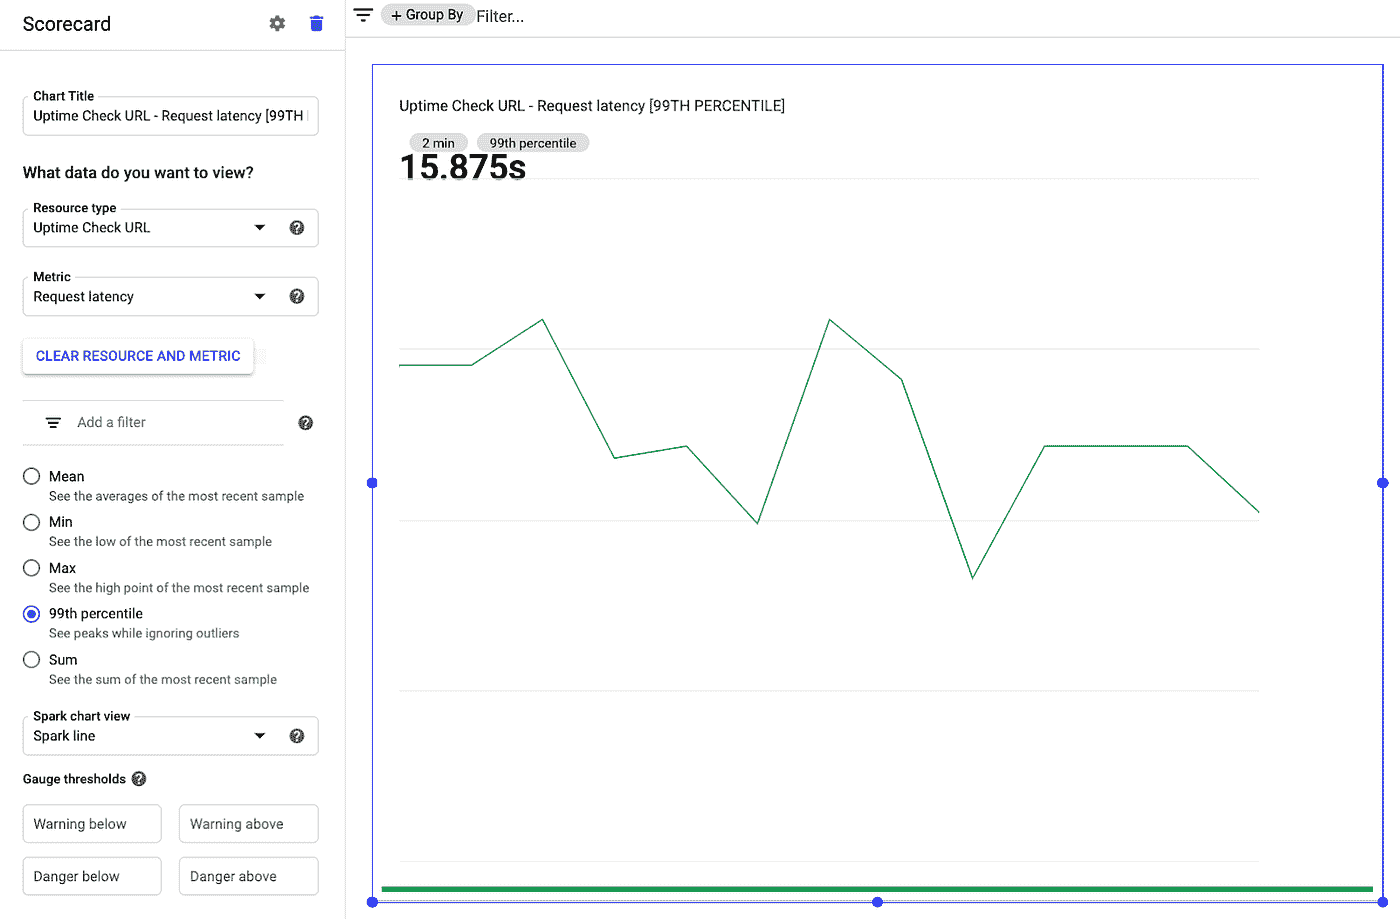 Scorecard
+ Group By Filter...
Chart Title
Uptime Check URL - Request latency [99TH
What data do you want to view?
Resource type
Uptime Check URL
Metric
Request latency
CLEAR RESOURCE AND METRIC
Add a filter
Mean
See the averages of the most recent sample
Min
See the low of the most recent sample
Max
See the high point of the most recent sample
99th percentile
See peaks while ignoring outliers
Sum
See the sum of the most recent sample
Spark chart view
Spark line
Gauge thresholds
Warning below
Warning above
Danger below
Danger above
Uptime Check URL - Request latency [99TH PERCENTILE]
2 min
99th percentile
15.875s